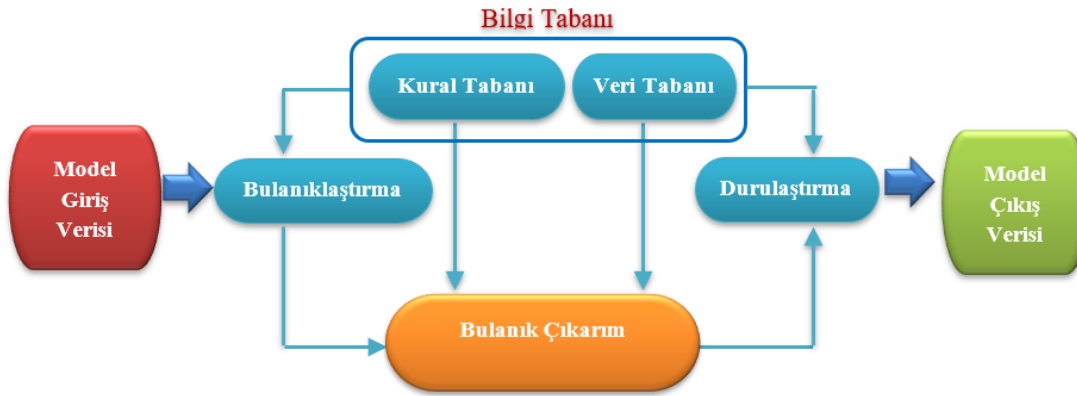 Bilgi Tabanı
Kural Tabanı
Veri Tabanı
Model
Giriş
Verisi
Bulanıklaştırma
Durulaştırma
Model
Çıkış
Verisi
Bulanık Çıkarım